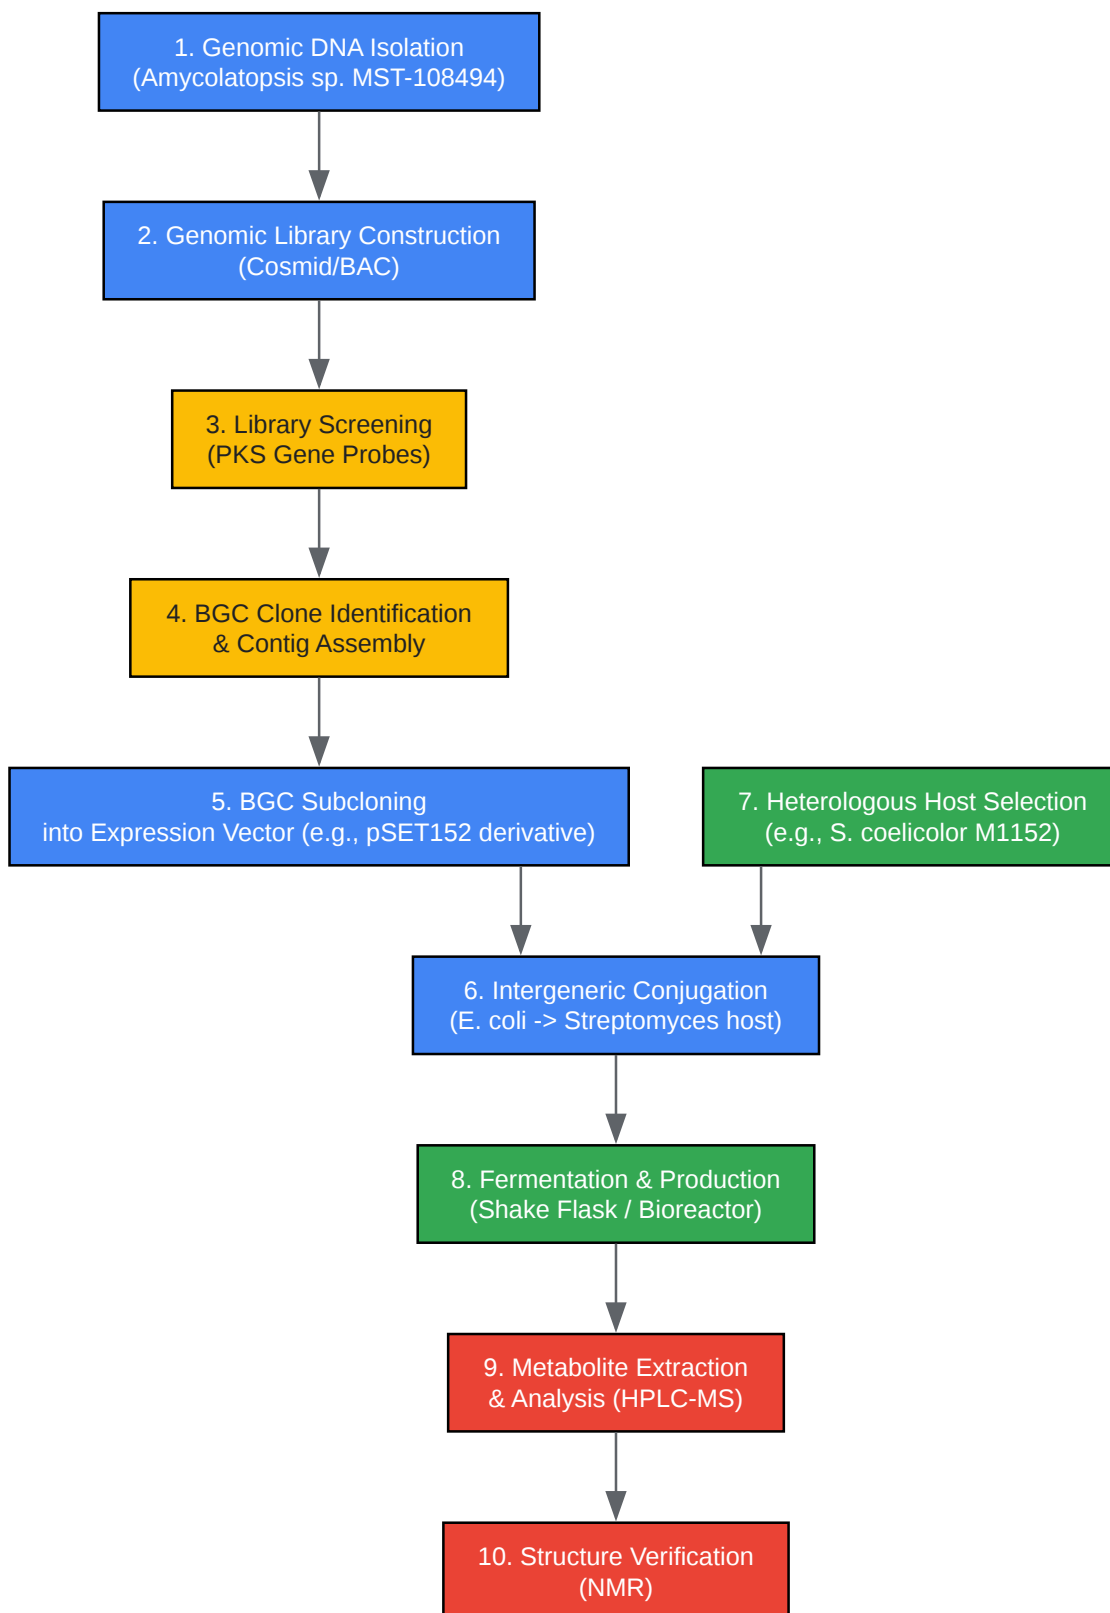 1. Genomic DNA Isolation
(Amycolatopsis sp. MST-108494)
2. Genomic Library Construction
(Cosmid/BAC)
3. Library Screening
(PKS Gene Probes)
4. BGC Clone Identification
& Contig Assembly
5. BGC Subcloning
into Expression Vector (e.g., pSET152 derivative)
7. Heterologous Host Selection
(e.g., S. coelicolor M1152)
6. Intergeneric Conjugation
(E. coli -> Streptomyces host)
8. Fermentation & Production
(Shake Flask / Bioreactor)
9. Metabolite Extraction
& Analysis (HPLC-MS)
10. Structure Verification
(NMR)